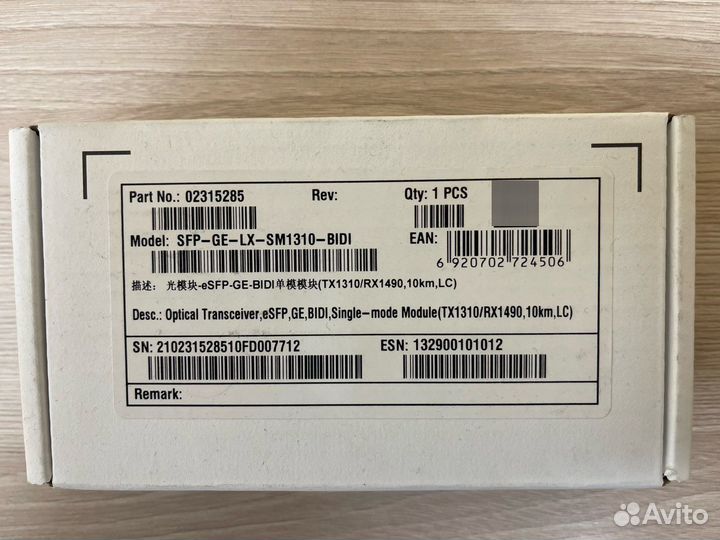 Part No.: 02315285 Rev: Qty: 1 PCS
Model: SFP-GE-LX-SM1310-BIDI EAN:
6 920702 724506
描述: 光模块-eSFP-GE-BIDI单模模块(TX1310/RX1490,10km,LC)
Desc.: Optical Transceiver,eSFP,GE,BIDI,Single-mode Module(TX1310/RX1490,10km,LC)
SN: 210231528510FD007712 ESN: 132900101012
Remark:
Avito